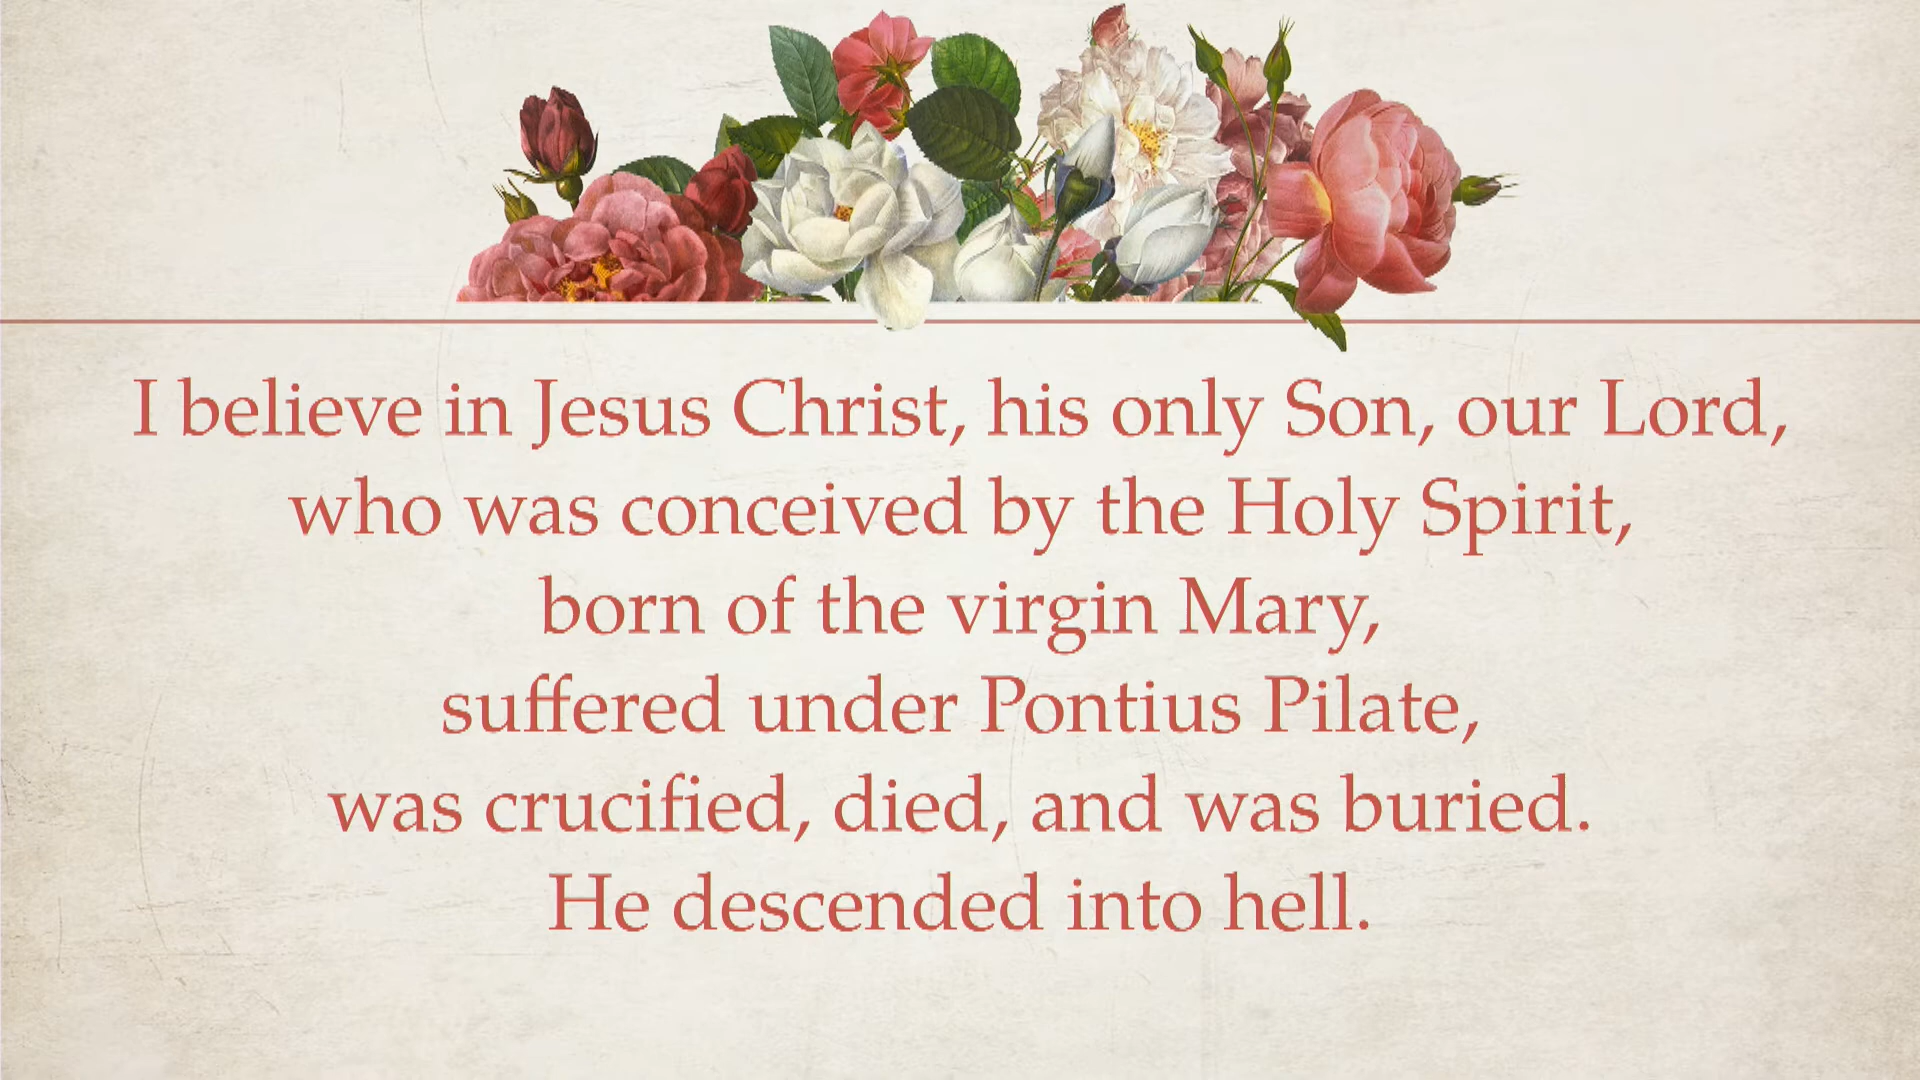 I believe in Jesus Christ, his only Son, our Lord,
who was conceived by the Holy Spirit,
born of the virgin Mary,
suffered under Pontius Pilate,
was crucified, died, and was buried.
He descended into hell.